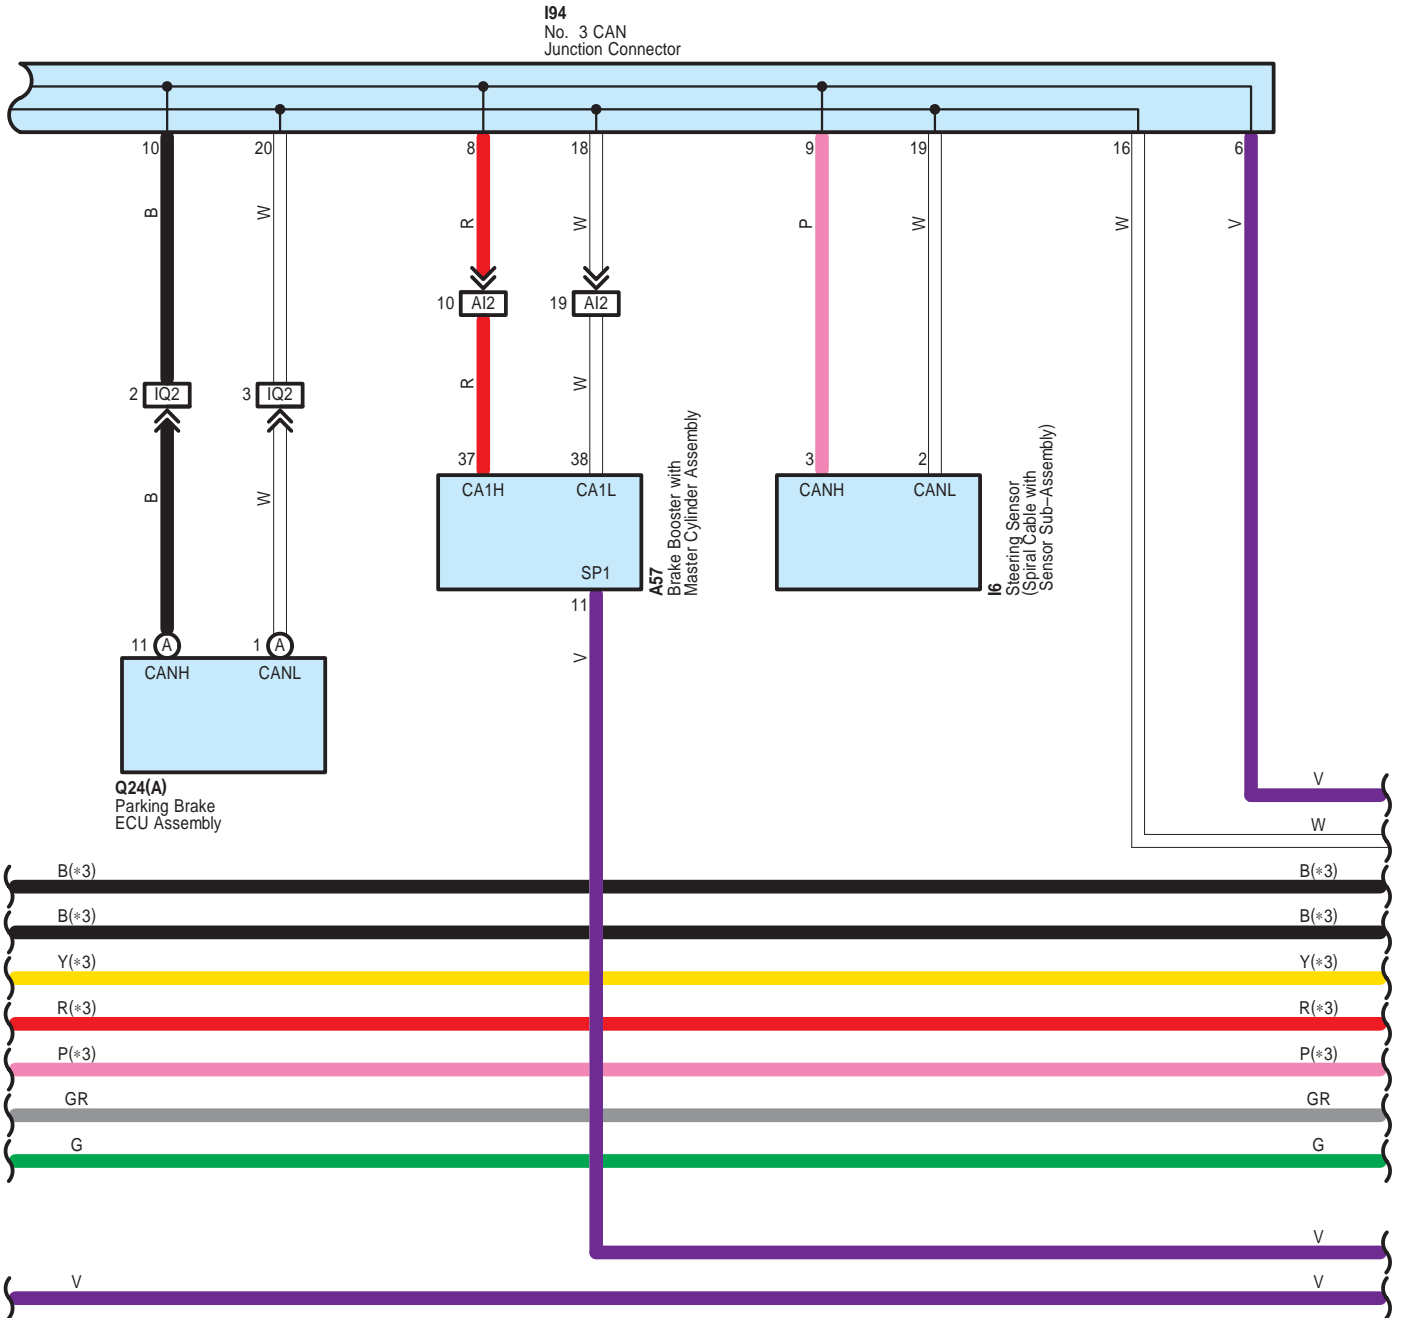 I94
No. 3 CAN
Junction Connector
10
20
8
18
9
19
16
6
B
W
R
W
P
W
W
V
10
AI2
19
AI2
R
W
2
IQ2
3
IQ2
B
W
37
38
3
2
CA1H
CA1L
SP1
A57
Brake Booster with
Master Cylinder Assembly
CANH
CANL
I6
Steering Sensor
(Spiral Cable with
Sensor Sub–Assembly)
11
V
11
A
1
A
CANH
CANL
Q24(A)
Parking Brake
ECU Assembly
V
W
B(*3)
B(*3)
B(*3)
B(*3)
Y(*3)
Y(*3)
R(*3)
R(*3)
P(*3)
P(*3)
GR
GR
G
G
V
V
V